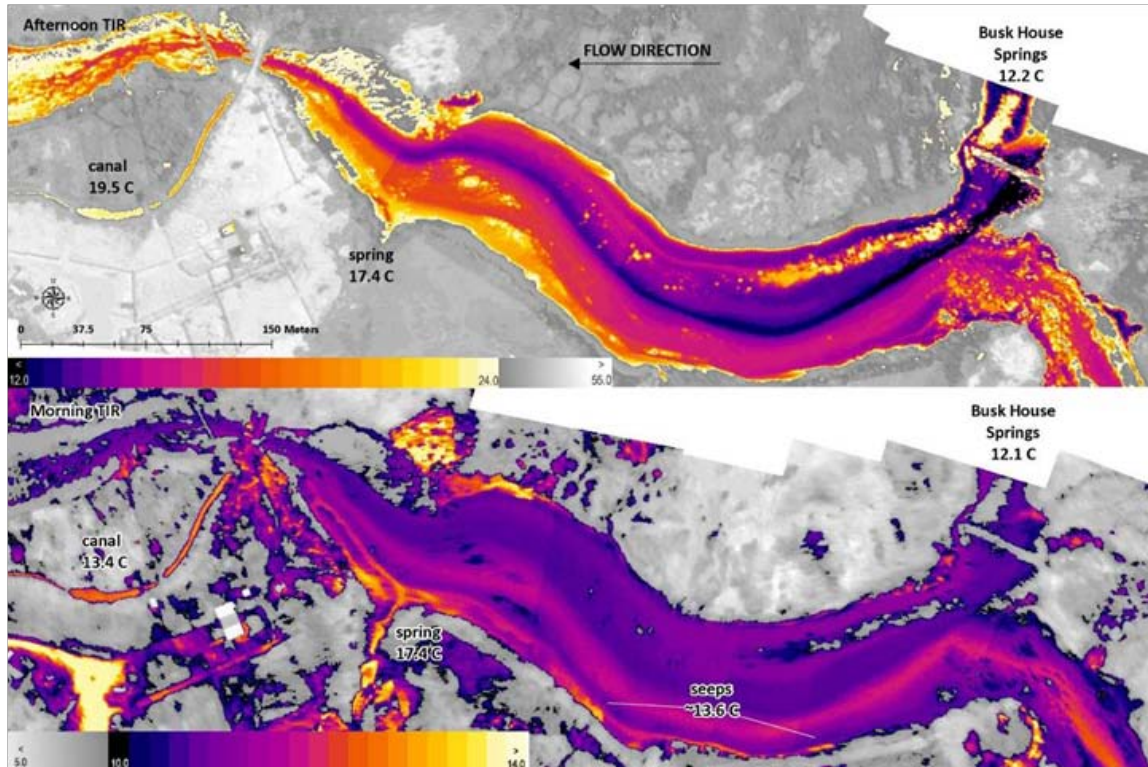 Afternoon TIR
FLOW DIRECTION
Busk House
Springs
12.2 C
canal
19.5 C
spring
17.4 C
0 37.5 75 150 Meters
<
12.0
24.0
>
55.0
Morning TIR
Busk House
Springs
12.1 C
canal
13.4 C
spring
17.4 C
seeps
~13.6 C
<
5.0
10.0
>
14.0